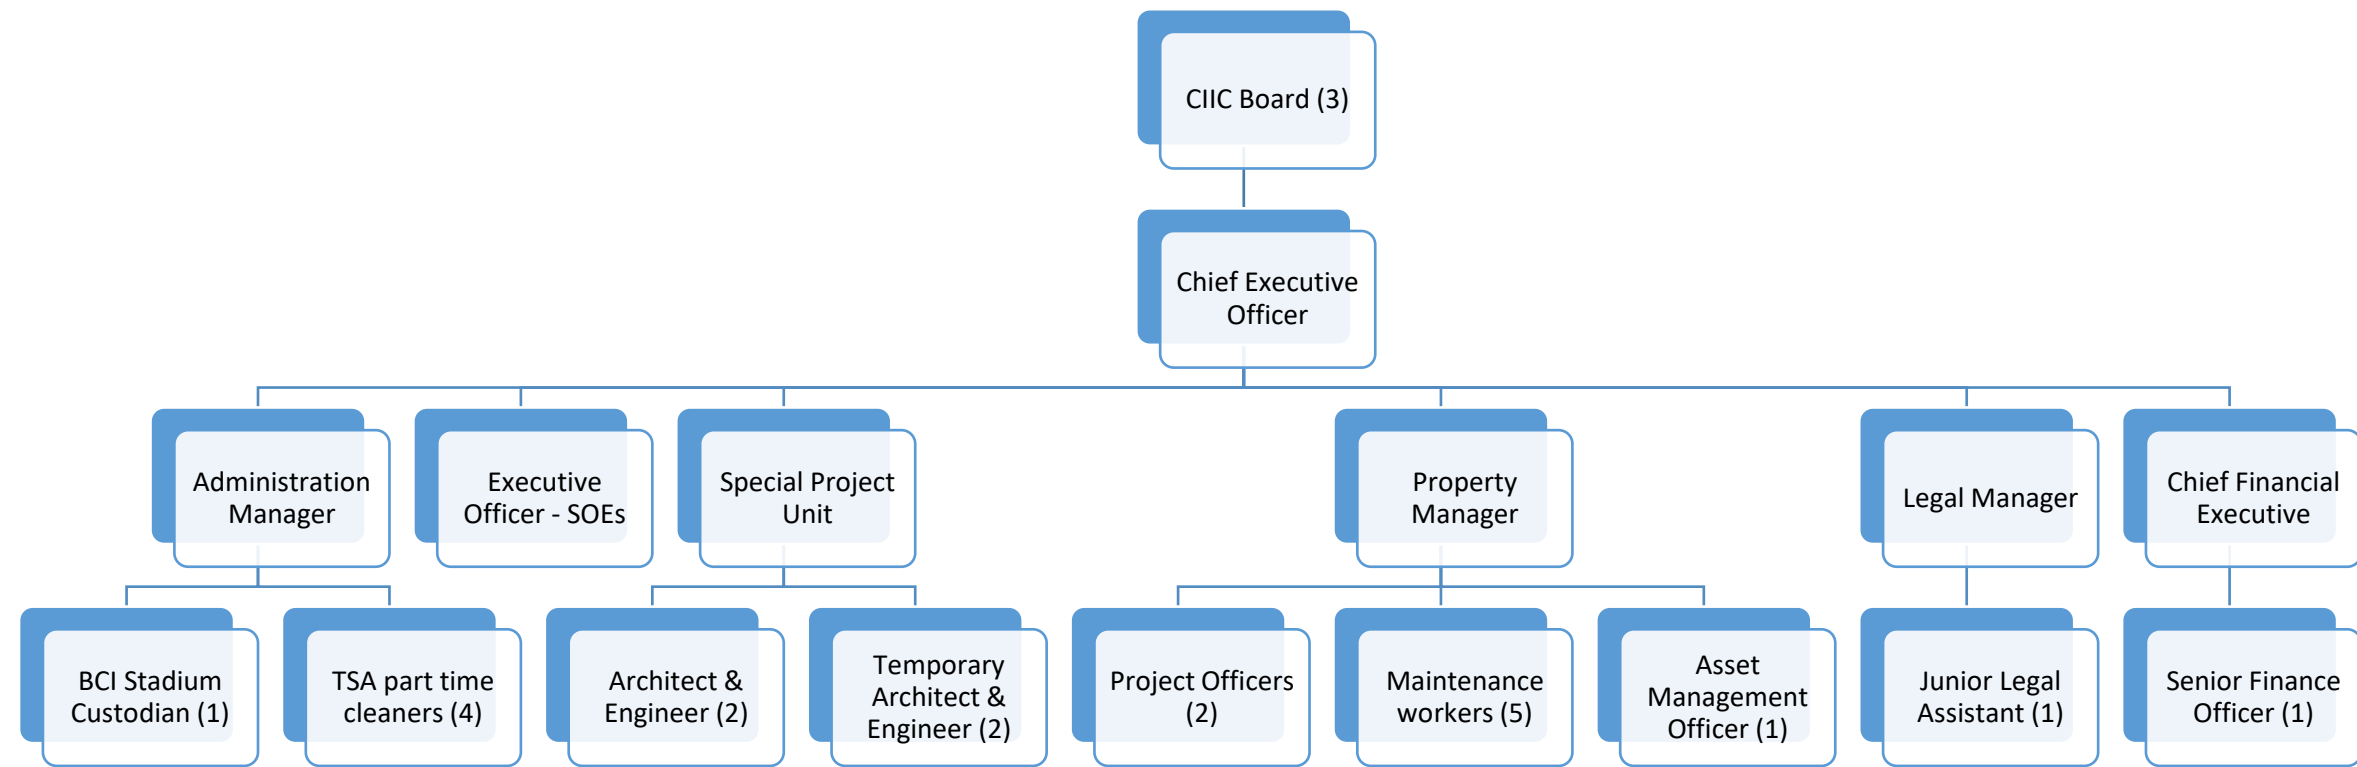 CIIC Board (3)
Chief Executive
Officer
Administration
Manager
Executive
Officer - SOEs
Special Project
Unit
Property
Manager
Legal Manager
Chief Financial
Executive
BCI Stadium
Custodian (1)
TSA part time
cleaners (4)
Architect &
Engineer (2)
Temporary
Architect &
Engineer (2)
Project Officers
(2)
Maintenance
workers (5)
Asset
Management
Officer (1)
Junior Legal
Assistant (1)
Senior Finance
Officer (1)